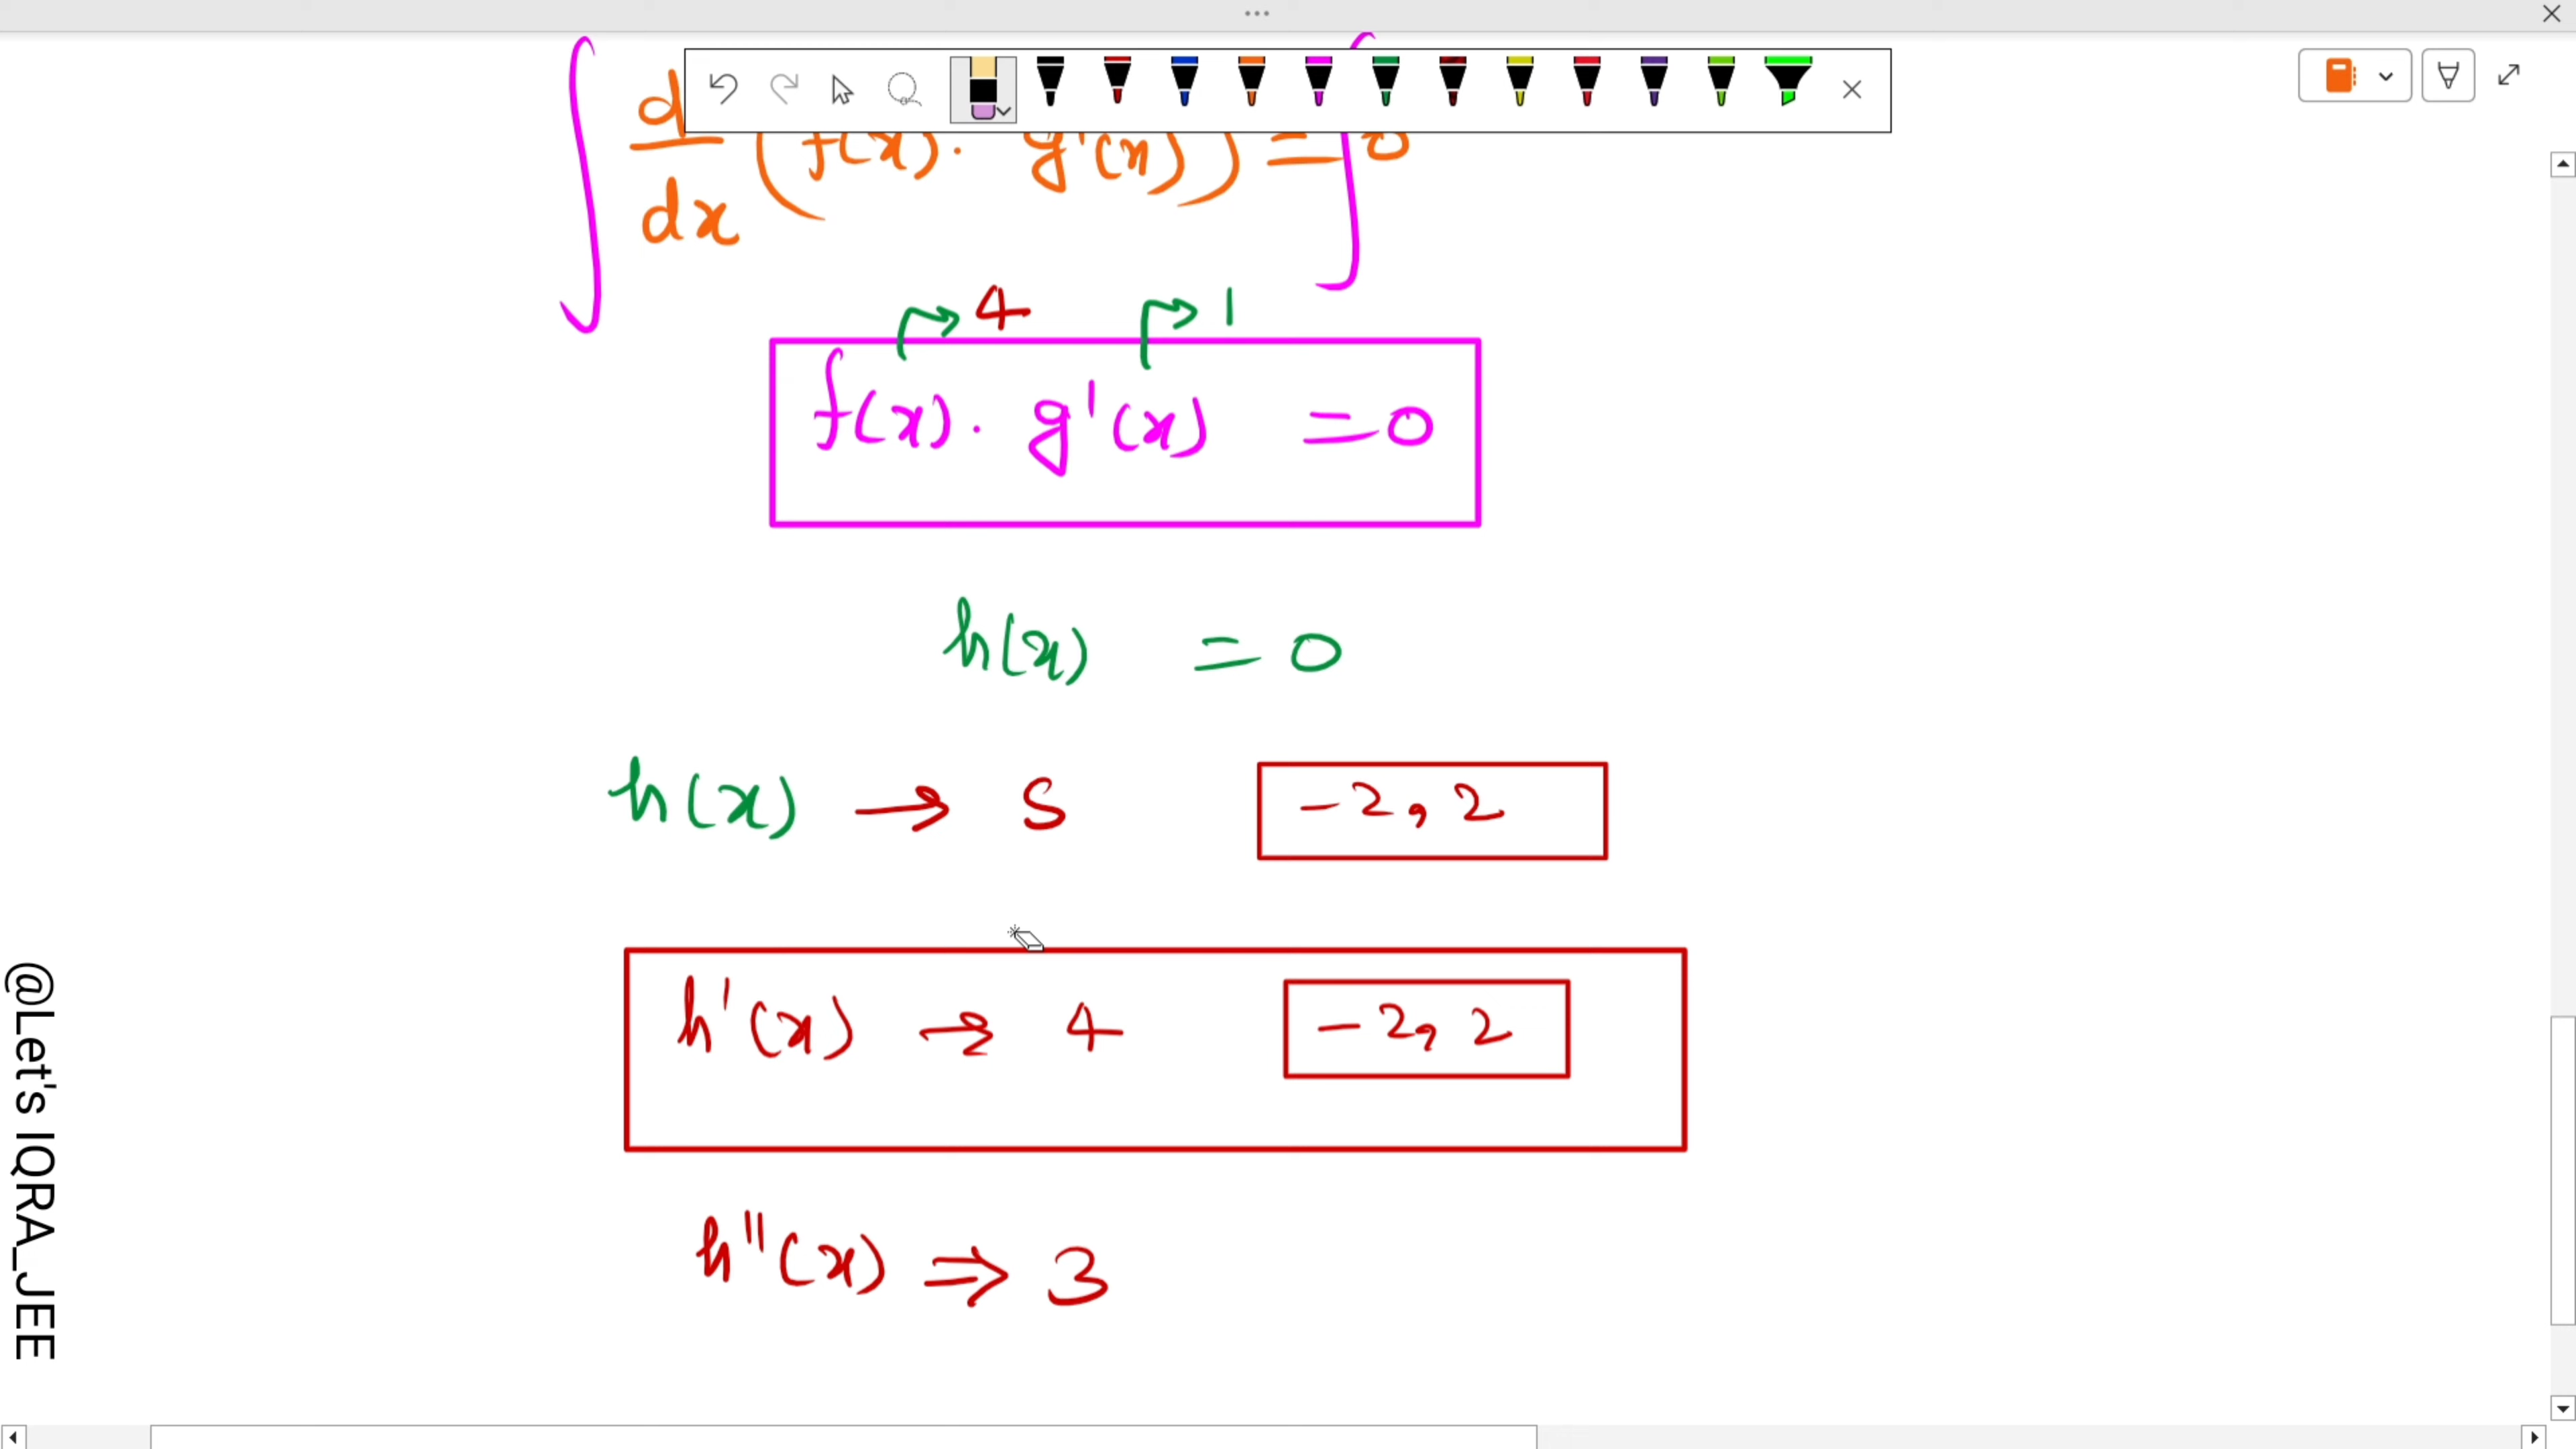 ∫ d/dx (f(x) · g'(x)) = ∫ 0
4 1
f(x) · g'(x) = 0
h(x) = 0
h(x) → 5 -2, 2
h'(x) → 4 -2, 2
h''(x) ⇒ 3
@Let's IQRA_JEE